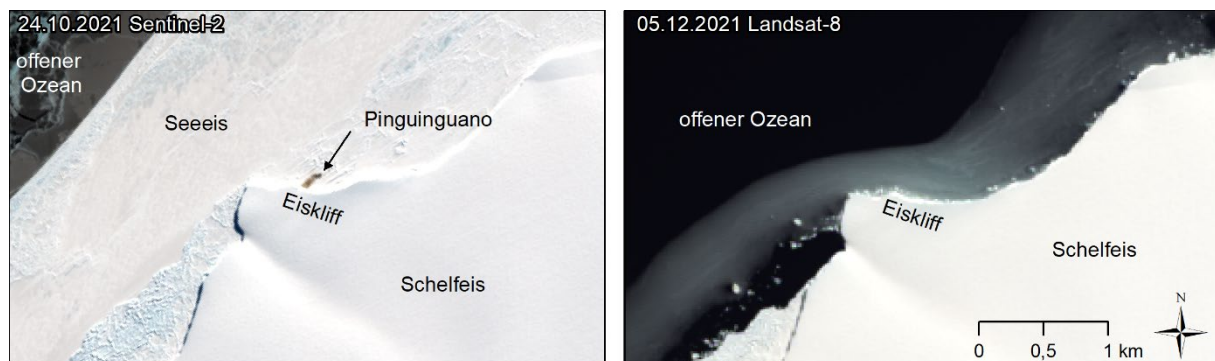 24.10.2021 Sentinel-2
offener
Ozean
Seeeis
Pinguinguano
Eiskliff
Schelfeis
05.12.2021 Landsat-8
offener Ozean
Eiskliff
Schelfeis
N
0 0,5 1 km